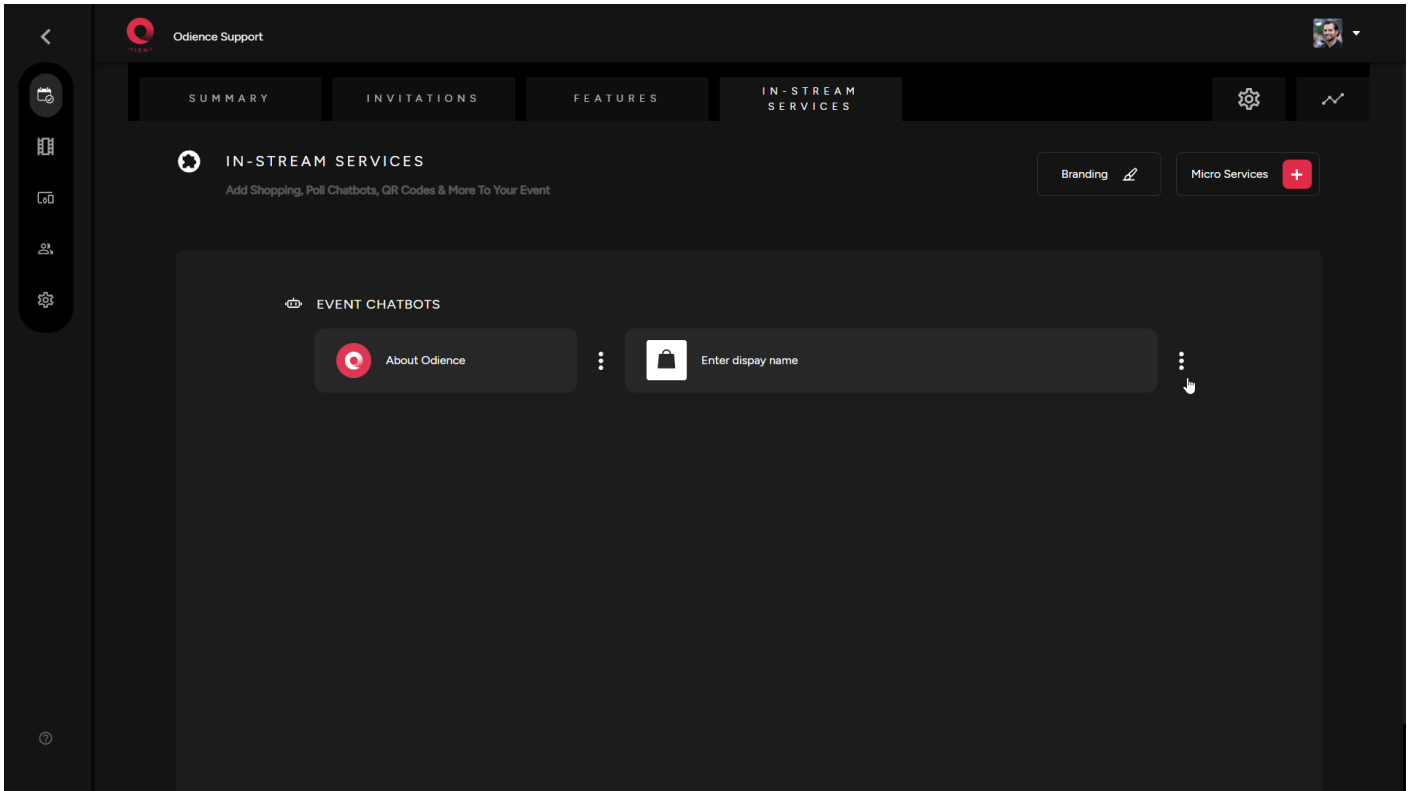 Odience Support
SUMMARY
INVITATIONS
FEATURES
IN-STREAM
SERVICES
IN-STREAM SERVICES
Add Shopping, Poll Chatbots, QR Codes & More To Your Event
Branding
Micro Services
EVENT CHATBOTS
About Odience
Enter dispay name